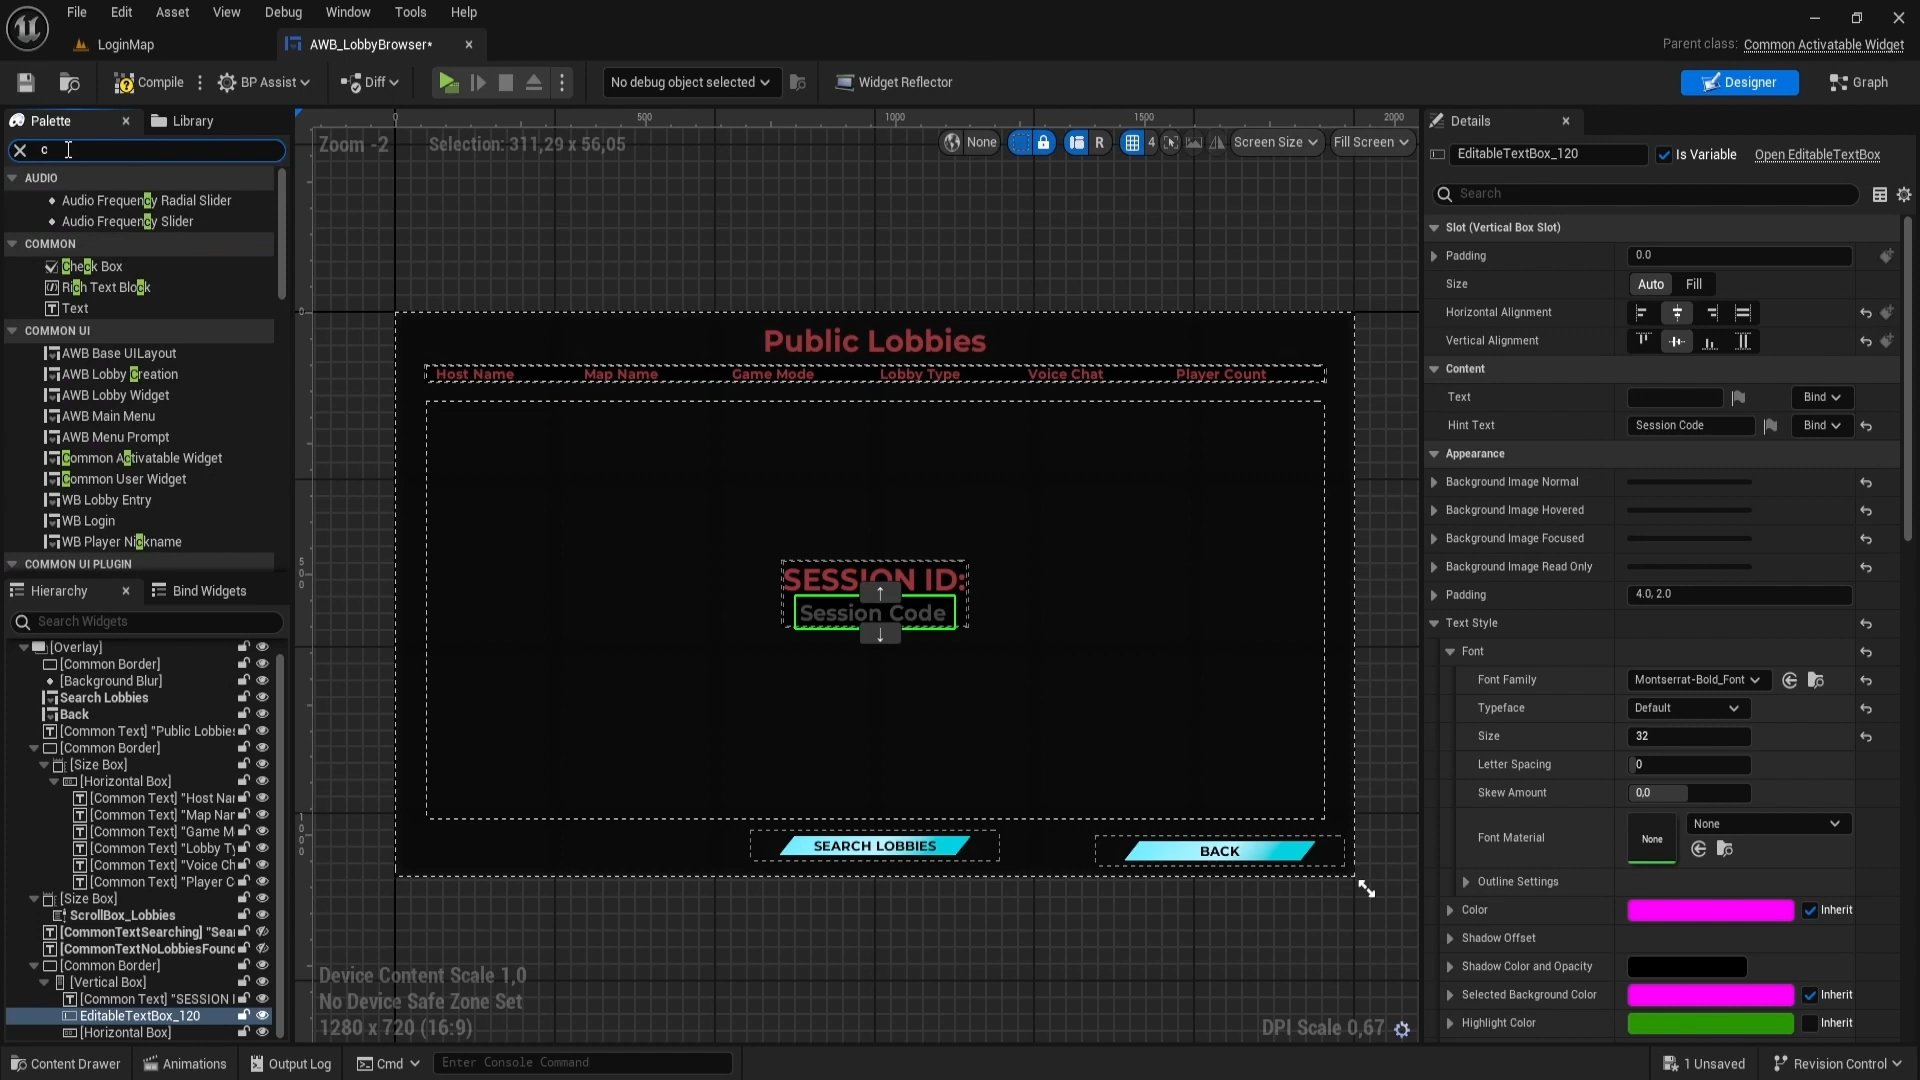 File Edit Asset View Debug Window Tools Help
LoginMap
AWB_LobbyBrowser*
Parent class: Common Activatable Widget
Compile
BP Assist
Diff
No debug object selected
Widget Reflector
Designer
Graph
Palette
Library
c
AUDIO
Audio Frequency Radial Slider
Audio Frequency Slider
COMMON
Check Box
Rich Text Block
Text
COMMON UI
AWB Base UILayout
AWB Lobby Creation
AWB Lobby Widget
AWB Main Menu
AWB Menu Prompt
Common Activatable Widget
Common User Widget
WB Lobby Entry
WB Login
WB Player Nickname
COMMON UI PLUGIN
Hierarchy
Bind Widgets
Search Widgets
[Overlay]
[Common Border]
[Background Blur]
Search Lobbies
Back
[Common Text] "Public Lobbies
[Common Border]
[Size Box]
[Horizontal Box]
[Common Text] "Host Nar
[Common Text] "Map Nar
[Common Text] "Game M
[Common Text] "Lobby Ty
[Common Text] "Voice Ch
[Common Text] "Player C
[Size Box]
ScrollBox_Lobbies
[CommonTextSearching] "Sear
[CommonTextNoLobbiesFound
[Common Border]
[Vertical Box]
[Common Text] "SESSION I
EditableTextBox_120
[Horizontal Box]
Zoom -2
Selection: 311,29 x 56,05
None
R
4
Screen Size
Fill Screen
0
500
1000
1500
2000
0
500
1000
Public Lobbies
Host Name
Map Name
Game Mode
Lobby Type
Voice Chat
Player Count
SESSION ID:
Session Code
SEARCH LOBBIES
BACK
Device Content Scale 1,0
No Device Safe Zone Set
1280 x 720 (16:9)
DPI Scale 0,67
Details
EditableTextBox_120
Is Variable
Open EditableTextBox
Search
Slot (Vertical Box Slot)
Padding 0.0
Size Auto Fill
Horizontal Alignment
Vertical Alignment
Content
Text Bind
Hint Text Session Code Bind
Appearance
Background Image Normal
Background Image Hovered
Background Image Focused
Background Image Read Only
Padding 4.0, 2.0
Text Style
Font
Font Family Montserrat-Bold_Font
Typeface Default
Size 32
Letter Spacing 0
Skew Amount 0,0
Font Material None None
Outline Settings
Color Inherit
Shadow Offset
Shadow Color and Opacity
Selected Background Color Inherit
Highlight Color Inherit
Content Drawer
Animations
Output Log
Cmd
Enter Console Command
1 Unsaved
Revision Control